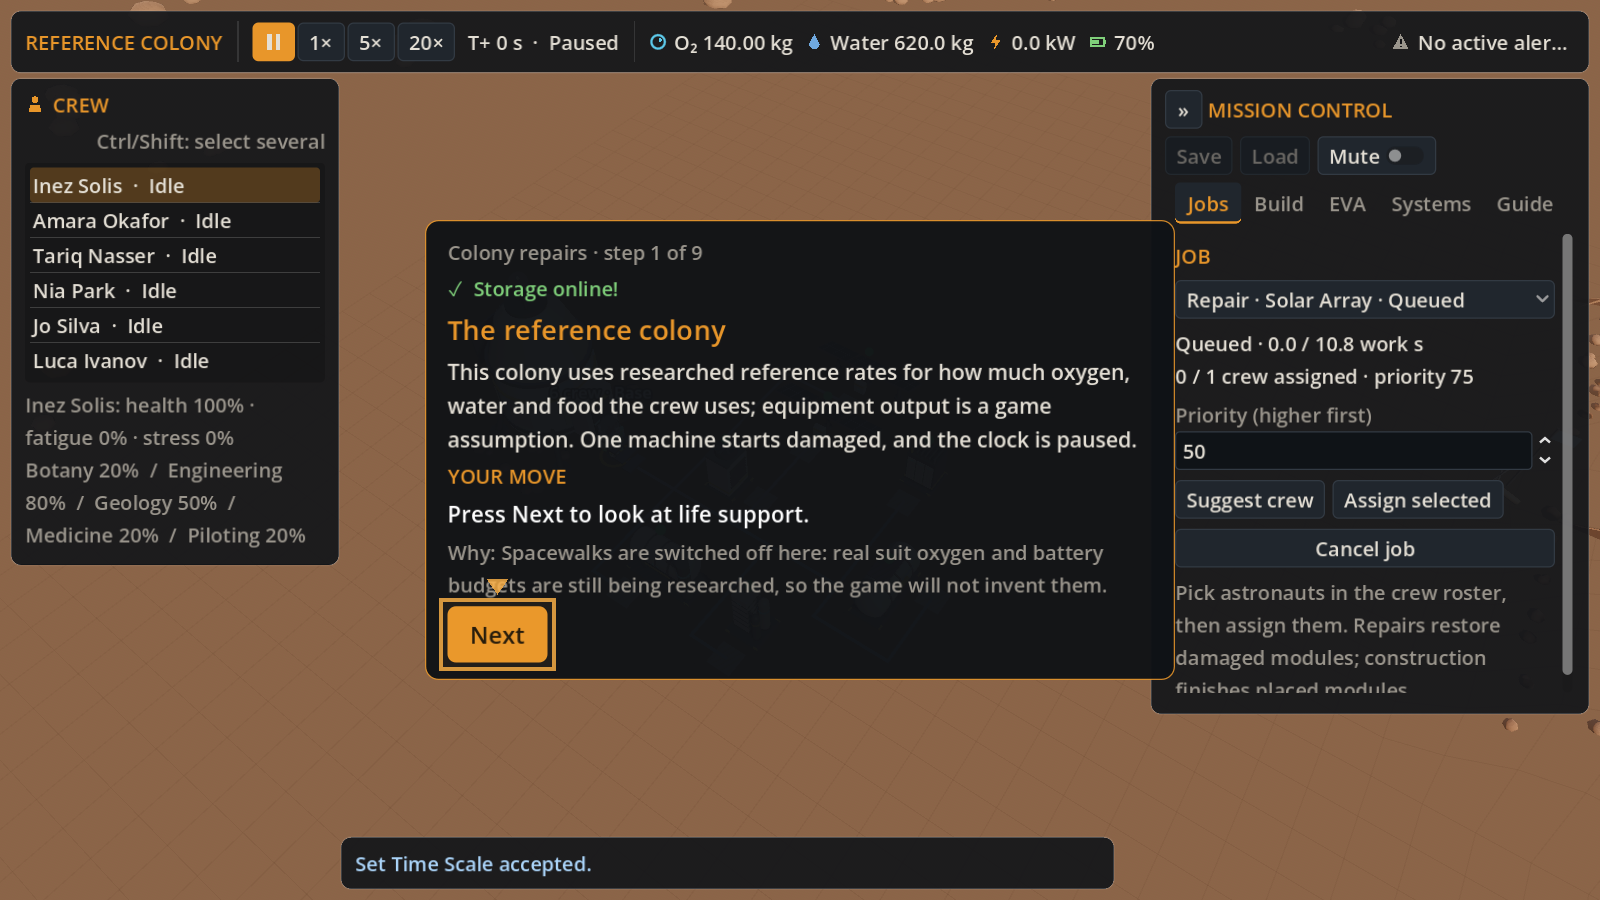 REFERENCE COLONY
1×
5×
20×
T+ 0 s · Paused
O₂ 140.00 kg
Water 620.0 kg
0.0 kW
70%
No active aler...
CREW
Ctrl/Shift: select several
Inez Solis · Idle
Amara Okafor · Idle
Tariq Nasser · Idle
Nia Park · Idle
Jo Silva · Idle
Luca Ivanov · Idle
Inez Solis: health 100% ·
fatigue 0% · stress 0%
Botany 20% / Engineering
80% / Geology 50% /
Medicine 20% / Piloting 20%
Colony repairs · step 1 of 9
✓ Storage online!
The reference colony
This colony uses researched reference rates for how much oxygen,
water and food the crew uses; equipment output is a game
assumption. One machine starts damaged, and the clock is paused.
YOUR MOVE
Press Next to look at life support.
Why: Spacewalks are switched off here: real suit oxygen and battery
budgets are still being researched, so the game will not invent them.
Next
» MISSION CONTROL
Save
Load
Mute
Jobs
Build
EVA
Systems
Guide
JOB
Repair · Solar Array · Queued
Queued · 0.0 / 10.8 work s
0 / 1 crew assigned · priority 75
Priority (higher first)
50
Suggest crew
Assign selected
Cancel job
Pick astronauts in the crew roster,
then assign them. Repairs restore
damaged modules; construction
finishes placed modules.
Set Time Scale accepted.